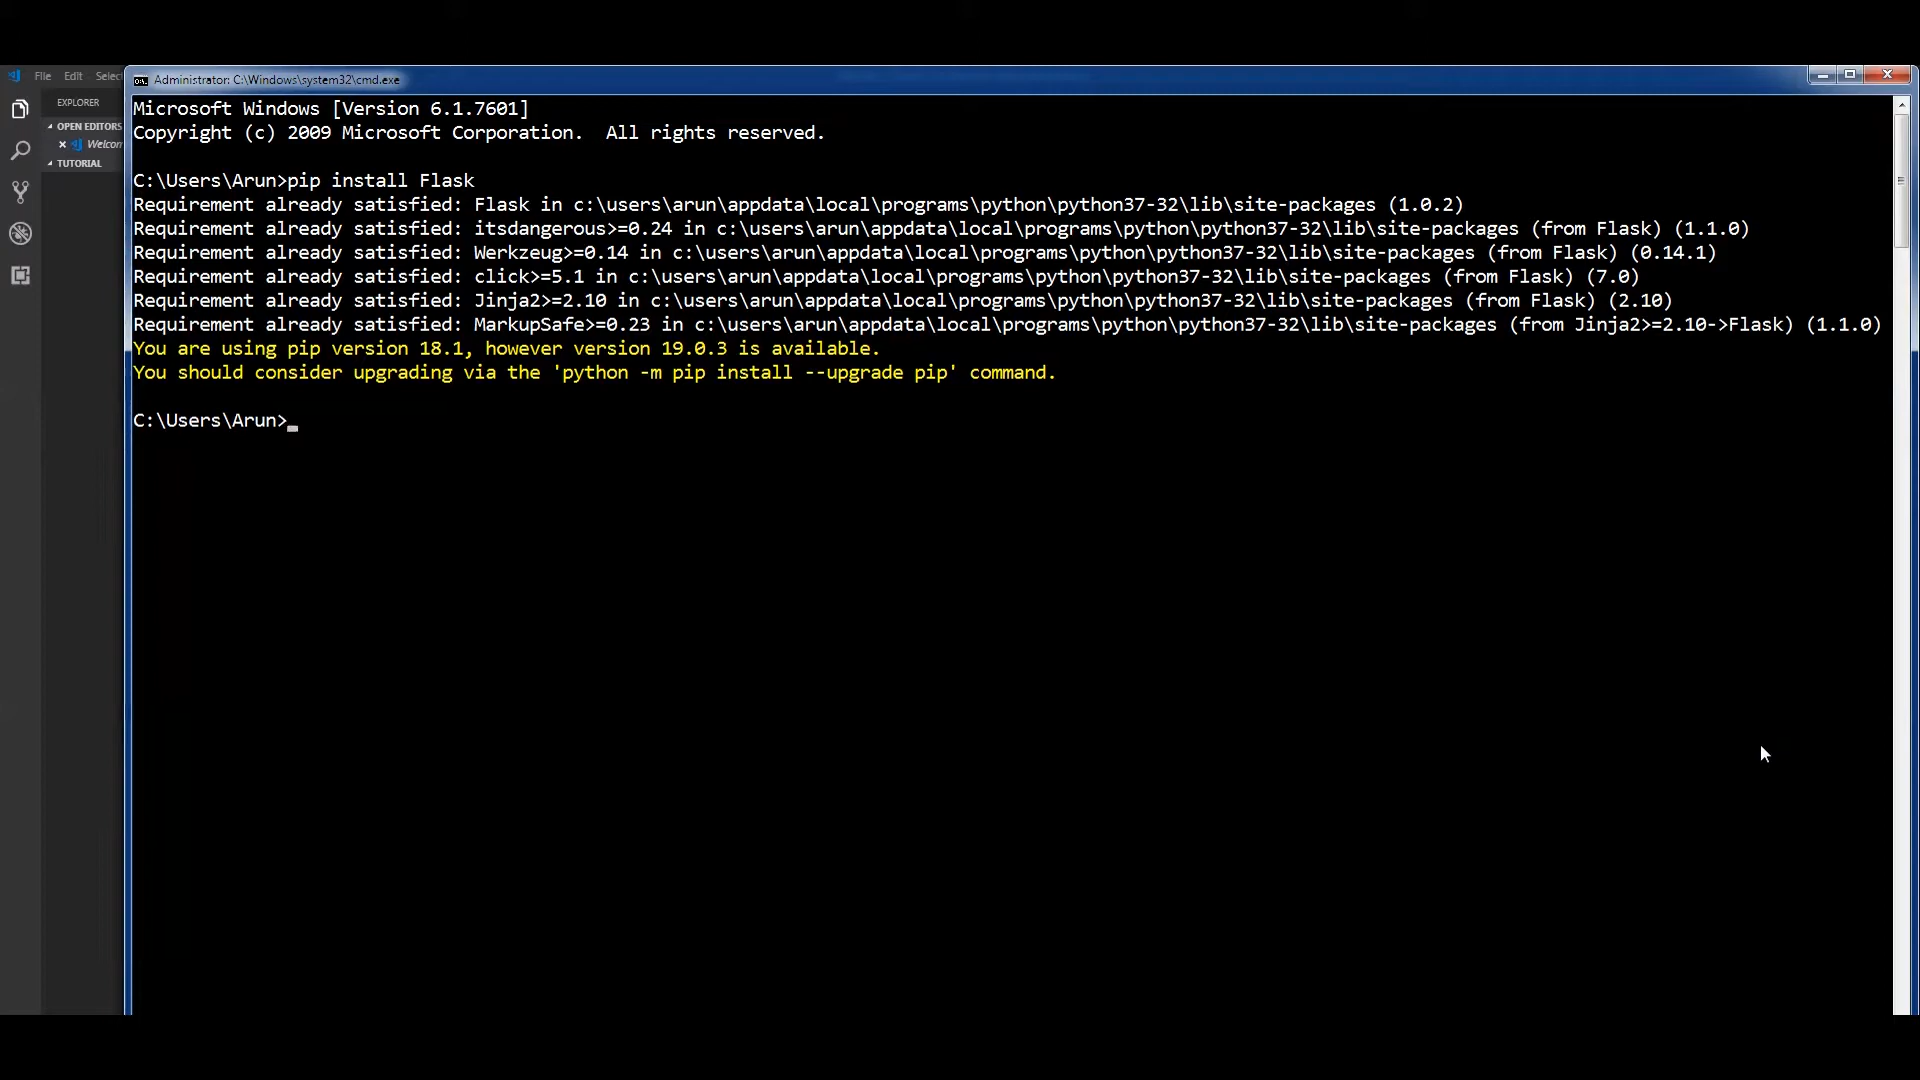 File Edit Selec
Administrator: C:\Windows\system32\cmd.exe
EXPLORER
OPEN EDITORS
Welcom
TUTORIAL
Microsoft Windows [Version 6.1.7601]
Copyright (c) 2009 Microsoft Corporation.  All rights reserved.
C:\Users\Arun>pip install Flask
Requirement already satisfied: Flask in c:\users\arun\appdata\local\programs\python\python37-32\lib\site-packages (1.0.2)
Requirement already satisfied: itsdangerous>=0.24 in c:\users\arun\appdata\local\programs\python\python37-32\lib\site-packages (from Flask) (1.1.0)
Requirement already satisfied: Werkzeug>=0.14 in c:\users\arun\appdata\local\programs\python\python37-32\lib\site-packages (from Flask) (0.14.1)
Requirement already satisfied: click>=5.1 in c:\users\arun\appdata\local\programs\python\python37-32\lib\site-packages (from Flask) (7.0)
Requirement already satisfied: Jinja2>=2.10 in c:\users\arun\appdata\local\programs\python\python37-32\lib\site-packages (from Flask) (2.10)
Requirement already satisfied: MarkupSafe>=0.23 in c:\users\arun\appdata\local\programs\python\python37-32\lib\site-packages (from Jinja2>=2.10->Flask) (1.1.0)
You are using pip version 18.1, however version 19.0.3 is available.
You should consider upgrading via the 'python -m pip install --upgrade pip' command.
C:\Users\Arun>